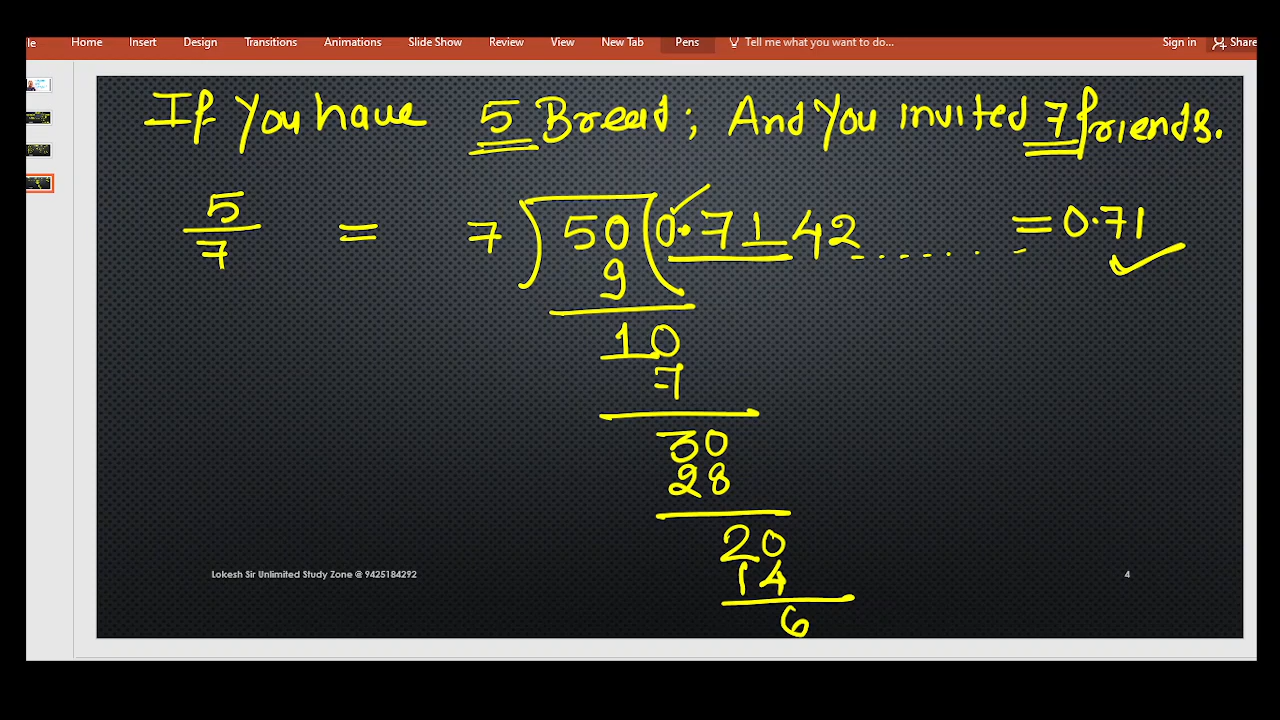 le Home Insert Design Transitions Animations Slide Show Review View New Tab Pens Tell me what you want to do... Sign in Share
If You have 5 Bread; And You invited 7 friends.
5/7 = 7 ) 50 ( 0.7142 ........ = 0.71
9
10
7
30
28
20
14
6
Lokesh Sir Unlimited Study Zone @ 9425184292 4